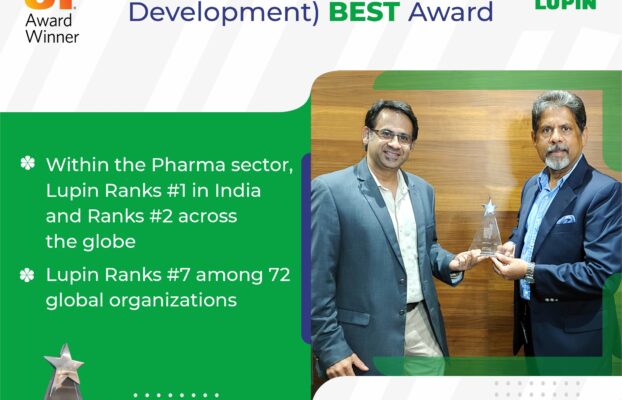 Award
Winner
Development) BEST Award
LUPIN
Within the Pharma sector,
Lupin Ranks #1 in India
and Ranks #2 across
the globe
Lupin Ranks #7 among 72
global organizations